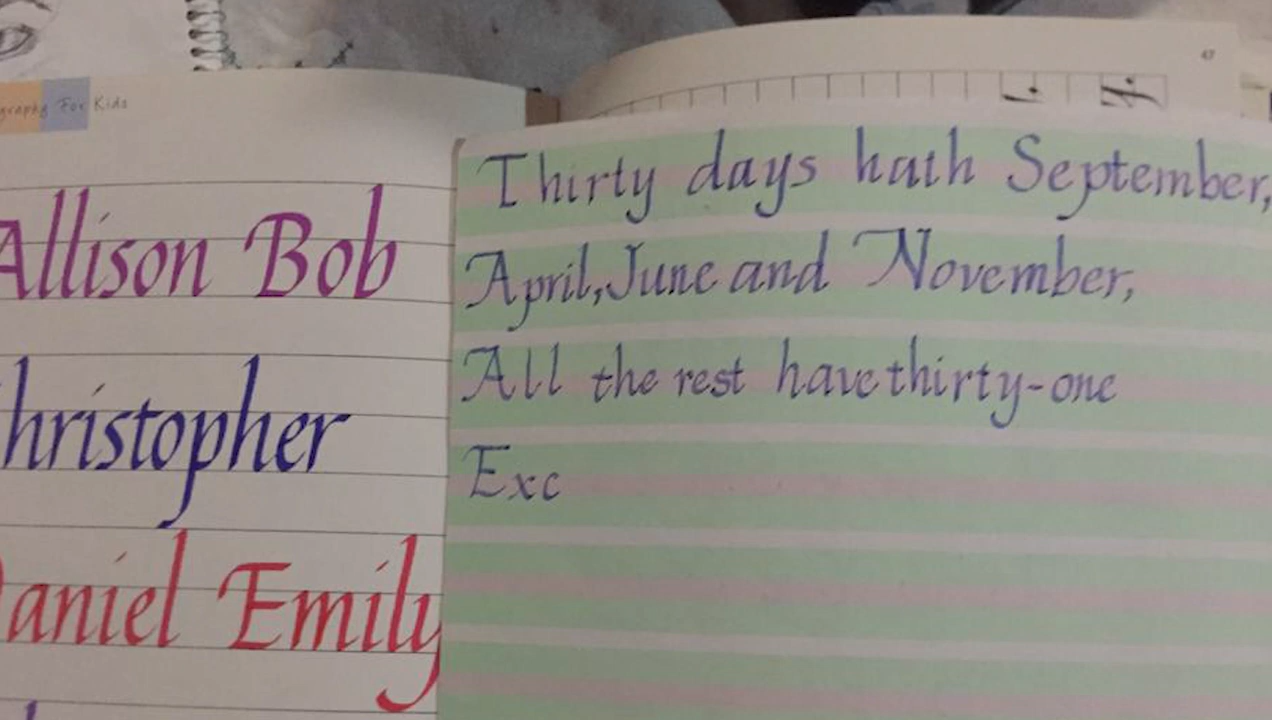 For Kids
47
Allison Bob
hristopher
aniel Emily
Thirty days hath September,
April, June and November,
All the rest have thirty-one
Exc